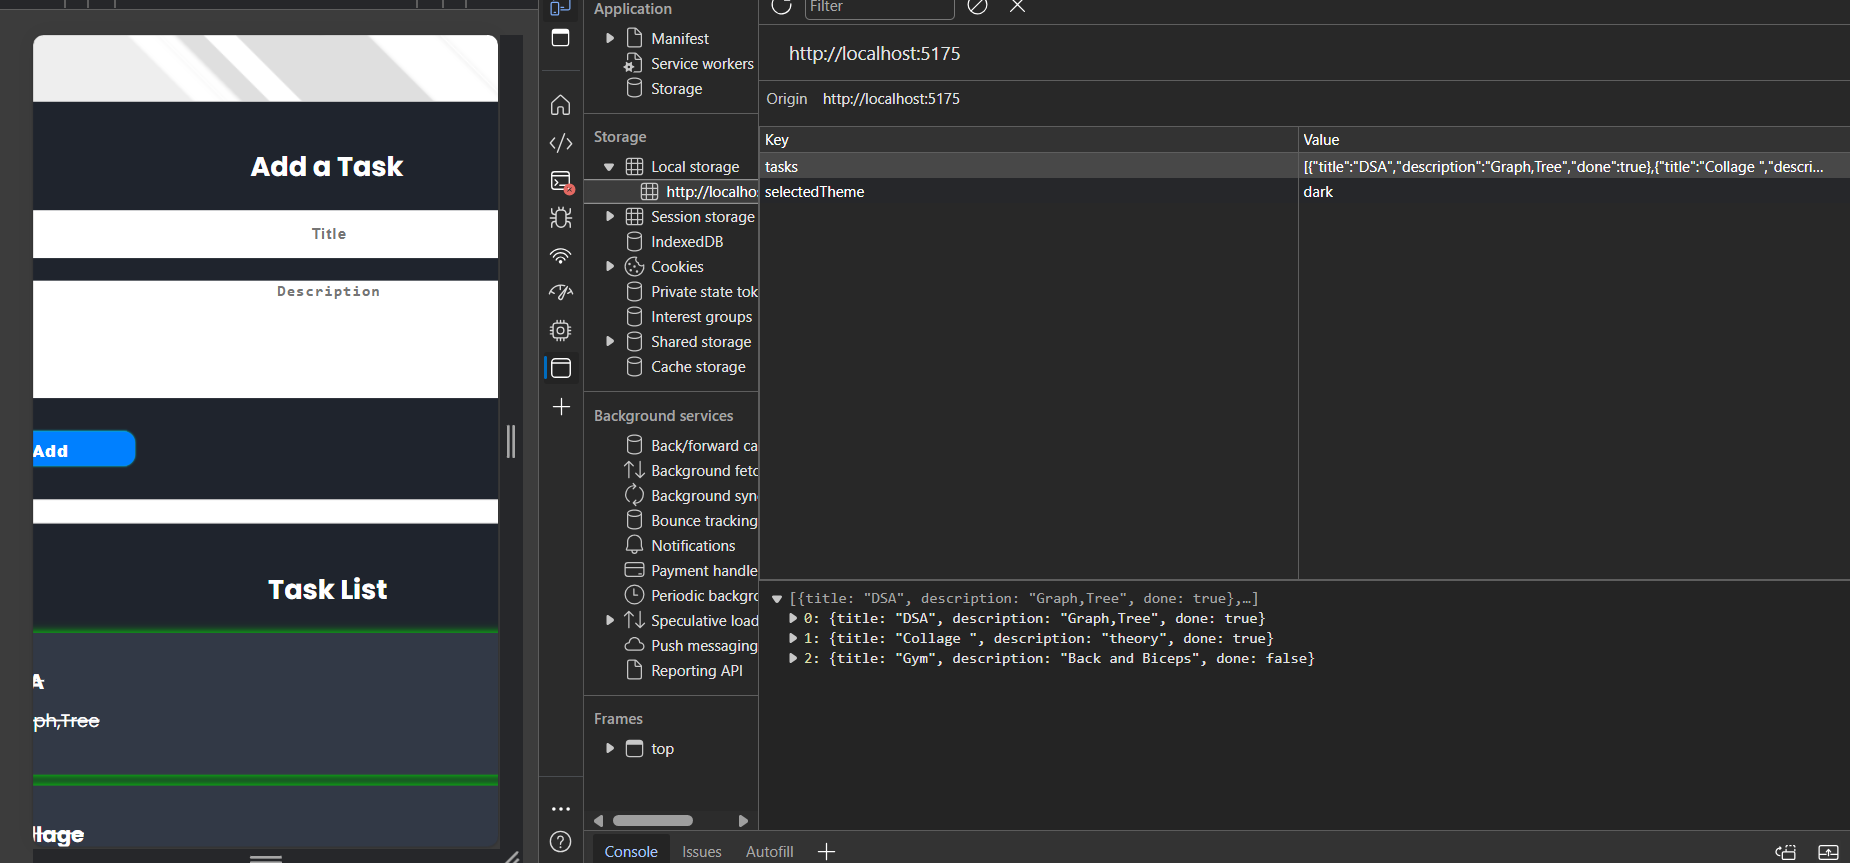 Add a Task
Title
Description
Add
Task List
A
ph,Tree
llage
Application
Manifest
Service workers
Storage
Storage
Local storage
http://localho
Session storage
IndexedDB
Cookies
Private state tok
Interest groups
Shared storage
Cache storage
Background services
Back/forward ca
Background fetc
Background syn
Bounce tracking
Notifications
Payment handle
Periodic backgro
Speculative load
Push messaging
Reporting API
Frames
top
Filter
http://localhost:5175
Origin http://localhost:5175
Key Value
tasks [{"title":"DSA","description":"Graph,Tree","done":true},{"title":"Collage ","descri...
selectedTheme dark
[{title: "DSA", description: "Graph,Tree", done: true},…]
0: {title: "DSA", description: "Graph,Tree", done: true}
1: {title: "Collage ", description: "theory", done: true}
2: {title: "Gym", description: "Back and Biceps", done: false}
Console Issues Autofill